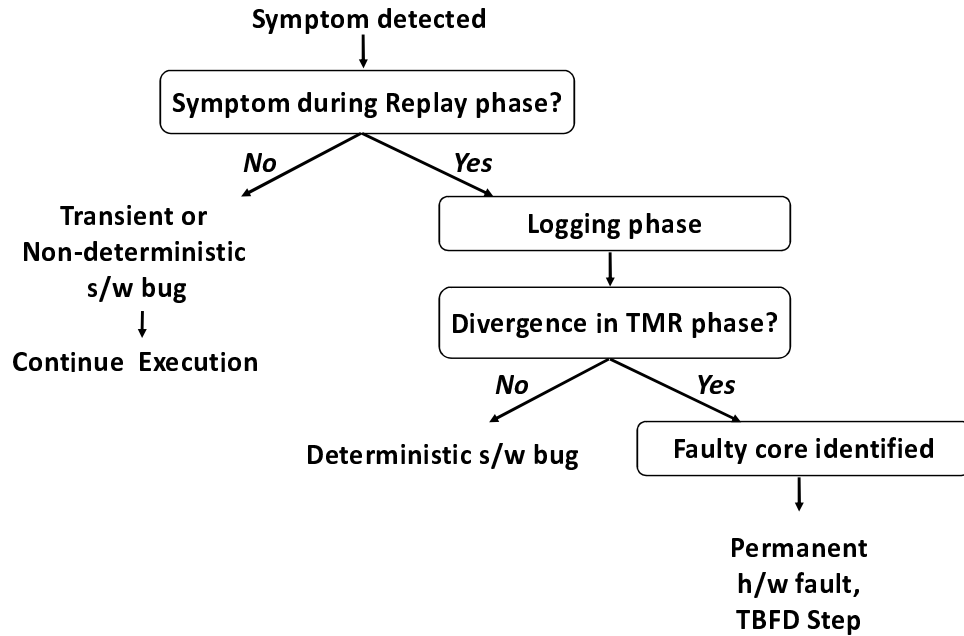 Symptom detected
Symptom during Replay phase?
No
Yes
Transient or
Non-deterministic
s/w bug
Continue Execution
Logging phase
Divergence in TMR phase?
No
Yes
Deterministic s/w bug
Faulty core identified
Permanent
h/w fault,
TBFD Step